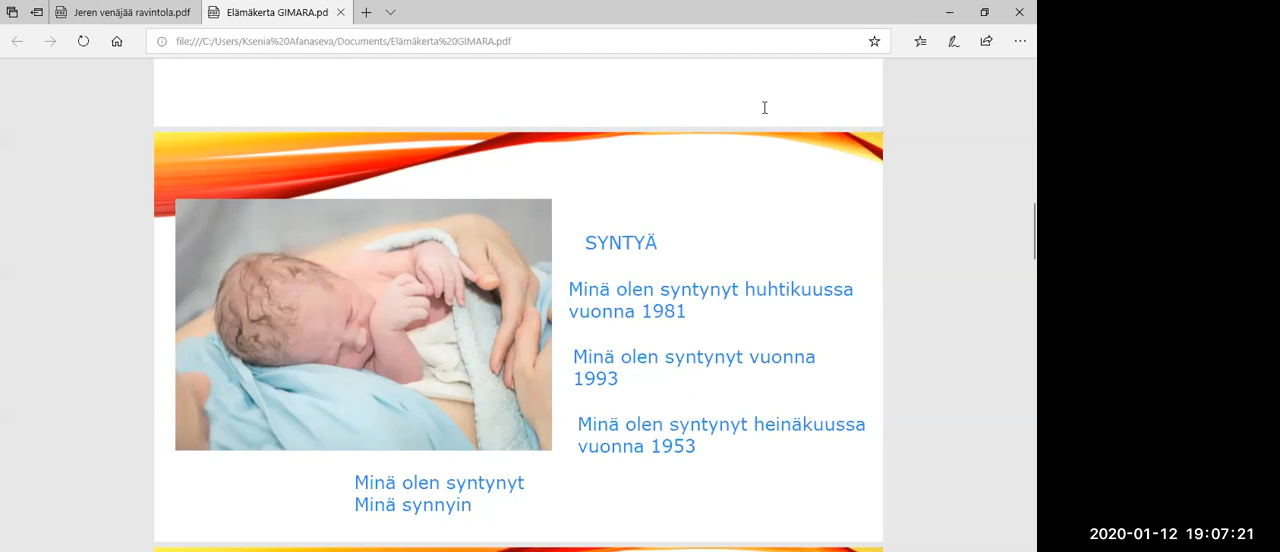 Jeren venäjää ravintola.pdf
Elämäkerta GIMARA.pd
file:///C:/Users/Ksenia%20Afanaseva/Documents/Elämäkerta%20GIMARA.pdf
SYNTYÄ
Minä olen syntynyt huhtikuussa
vuonna 1981
Minä olen syntynyt vuonna
1993
Minä olen syntynyt heinäkuussa
vuonna 1953
Minä olen syntynyt
Minä synnyin
2020-01-12 19:07:21